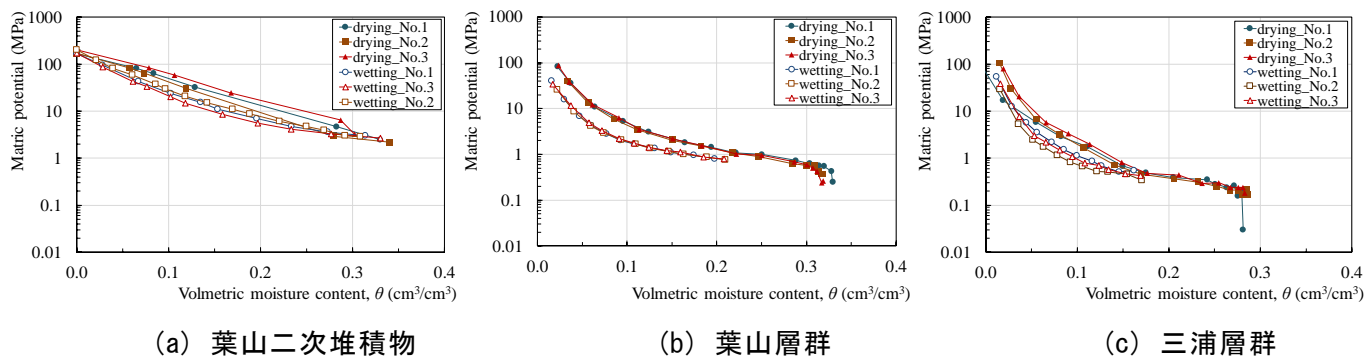 Matric potential (MPa)
1000
100
10
1
0.1
0.01
0.0
0.1
0.2
0.3
0.4
Volmetric moisture content, θ (cm³/cm³)
drying_No.1
drying_No.2
drying_No.3
wetting_No.1
wetting_No.3
wetting_No.2
(a) 葉山二次堆積物
Matric potential (MPa)
1000
100
10
1
0.1
0.01
0.0
0.1
0.2
0.3
0.4
Volmetric moisture content, θ (cm³/cm³)
drying_No.1
drying_No.2
drying_No.3
wetting_No.1
wetting_No.2
wetting_No.3
(b) 葉山層群
Matric potential (MPa)
1000
100
10
1
0.1
0.01
0.0
0.1
0.2
0.3
0.4
Volmetric moisture content, θ (cm³/cm³)
drying_No.1
drying_No.2
drying_No.3
wetting_No.1
wetting_No.2
wetting_No.3
(c) 三浦層群